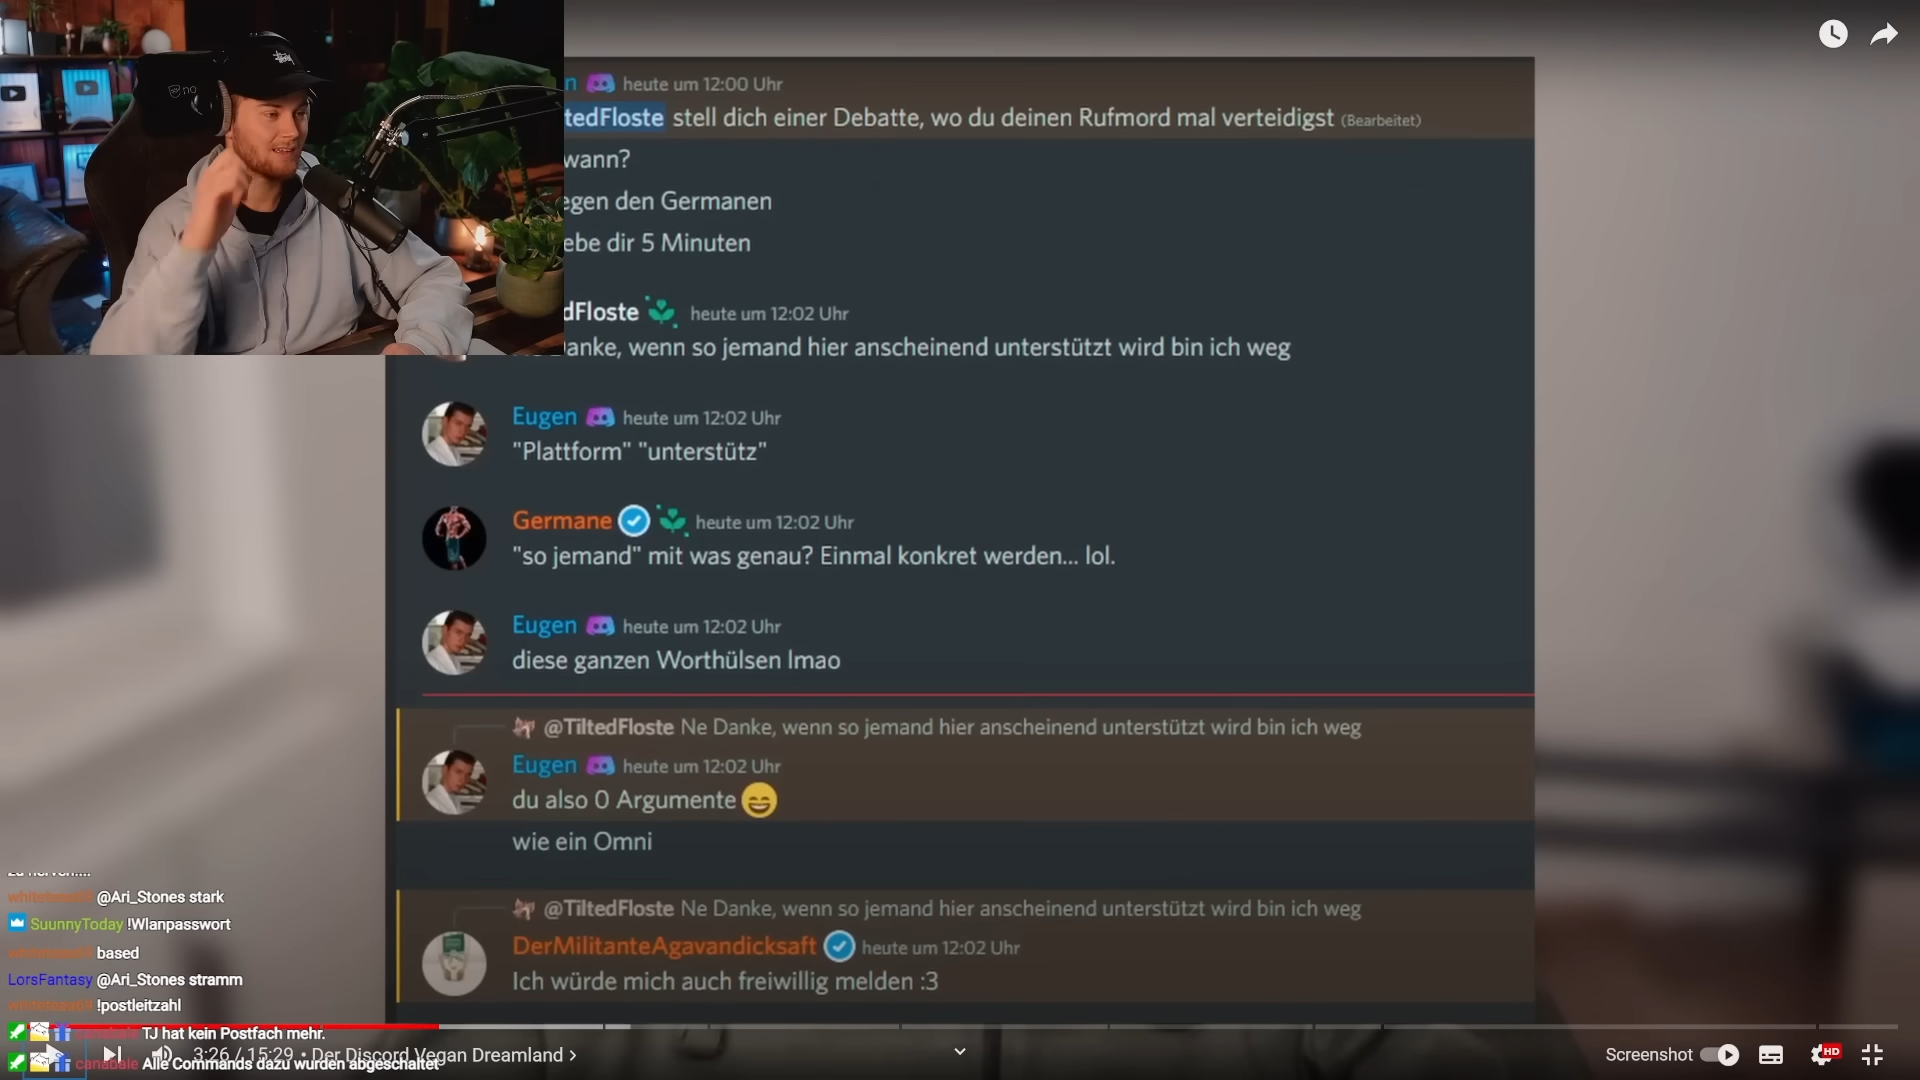 n heute um 12:00 Uhr
tedFloste stell dich einer Debatte, wo du deinen Rufmord mal verteidigst (Bearbeitet)
wann?
egen den Germanen
ebe dir 5 Minuten
dFloste heute um 12:02 Uhr
anke, wenn so jemand hier anscheinend unterstützt wird bin ich weg
Eugen heute um 12:02 Uhr
"Plattform" "unterstütz"
Germane heute um 12:02 Uhr
"so jemand" mit was genau? Einmal konkret werden... lol.
Eugen heute um 12:02 Uhr
diese ganzen Worthülsen lmao
@TiltedFloste Ne Danke, wenn so jemand hier anscheinend unterstützt wird bin ich weg
Eugen heute um 12:02 Uhr
du also 0 Argumente
wie ein Omni
@TiltedFloste Ne Danke, wenn so jemand hier anscheinend unterstützt wird bin ich weg
DerMilitanteAgavandicksaft heute um 12:02 Uhr
Ich würde mich auch freiwillig melden :3
@Ari_Stones stark
SuunnyToday !Wlanpasswort
based
LorsFantasy @Ari_Stones stramm
!postleitzahl
canabale TJ hat kein Postfach mehr.
canabale Alle Commands dazu wurden abgeschaltet
3:26 / 15:29 • Der Discord Vegan Dreamland
Screenshot
HD